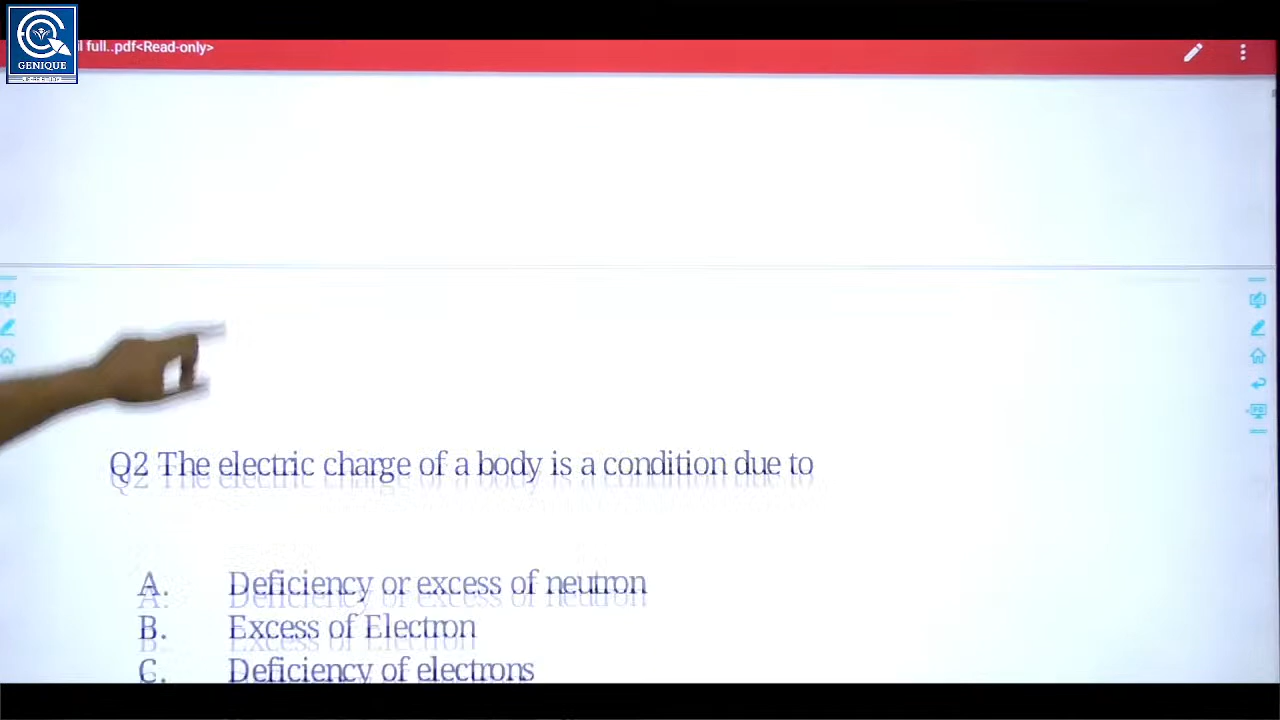 GENIQUE
l full..pdf<Read-only>
Q2 The electric charge of a body is a condition due to
A. Deficiency or excess of neutron
B. Excess of Electron
C. Deficiency of electrons